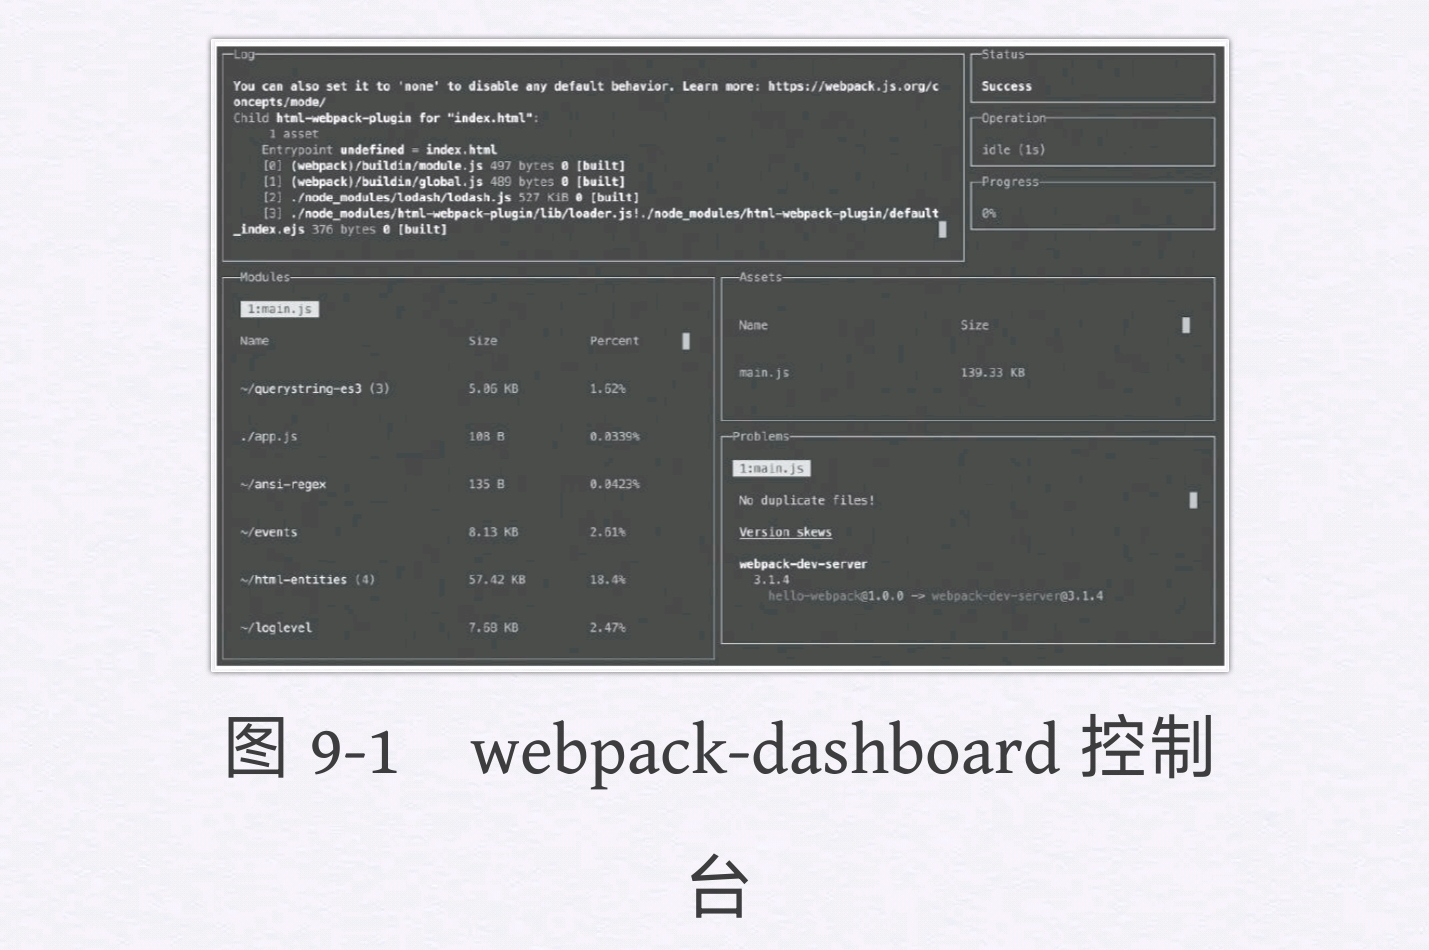 Log
You can also set it to 'none' to disable any default behavior. Learn more: https://webpack.js.org/c
oncepts/mode/
Child html-webpack-plugin for "index.html":
1 asset
Entrypoint undefined = index.html
[0] (webpack)/buildin/module.js 497 bytes 0 [built]
[1] (webpack)/buildin/global.js 489 bytes 0 [built]
[2] ./node_modules/lodash/lodash.js 527 KiB 0 [built]
[3] ./node_modules/html-webpack-plugin/lib/loader.js!./node_modules/html-webpack-plugin/default
_index.ejs 376 bytes 0 [built]
Status
Success
Operation
idle (1s)
Progress
0%
Modules
1:main.js
Name Size Percent
~/querystring-es3 (3) 5.06 KB 1.62%
./app.js 108 B 0.0339%
~/ansi-regex 135 B 0.0423%
~/events 8.13 KB 2.61%
~/html-entities (4) 57.42 KB 18.4%
~/loglevel 7.68 KB 2.47%
Assets
Name Size
main.js 139.33 KB
Problems
1:main.js
No duplicate files!
Version skews
webpack-dev-server
3.1.4
hello-webpack@1.0.0 -> webpack-dev-server@3.1.4
图 9-1 webpack-dashboard 控制
台